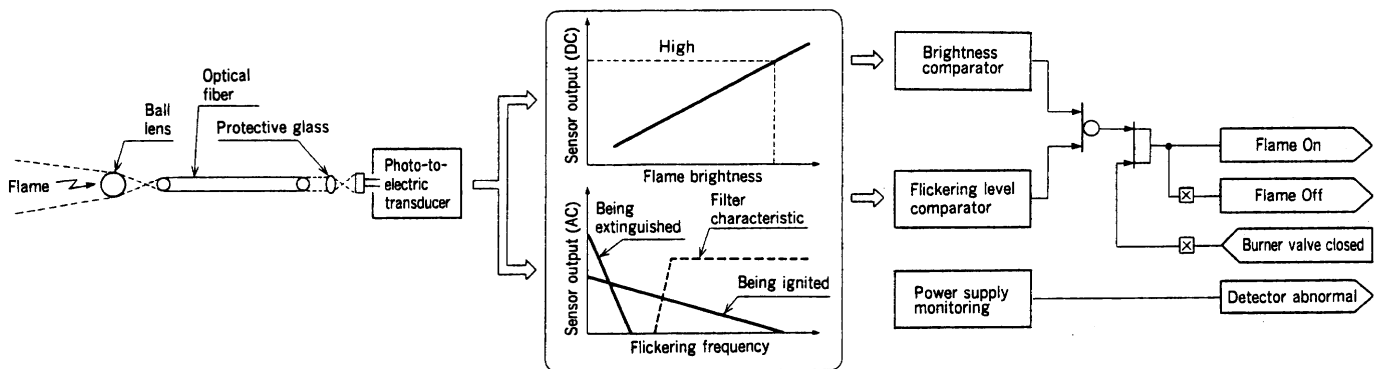 Flame
Ball
lens
Optical
fiber
Protective glass
Photo-to-
electric
transducer
Sensor output (DC)
High
Flame brightness
Sensor output (AC)
Being
extinguished
Filter
characteristic
Being ignited
Flickering frequency
Brightness
comparator
Flickering level
comparator
Power supply
monitoring
Flame On
Flame Off
Burner valve closed
Detector abnormal